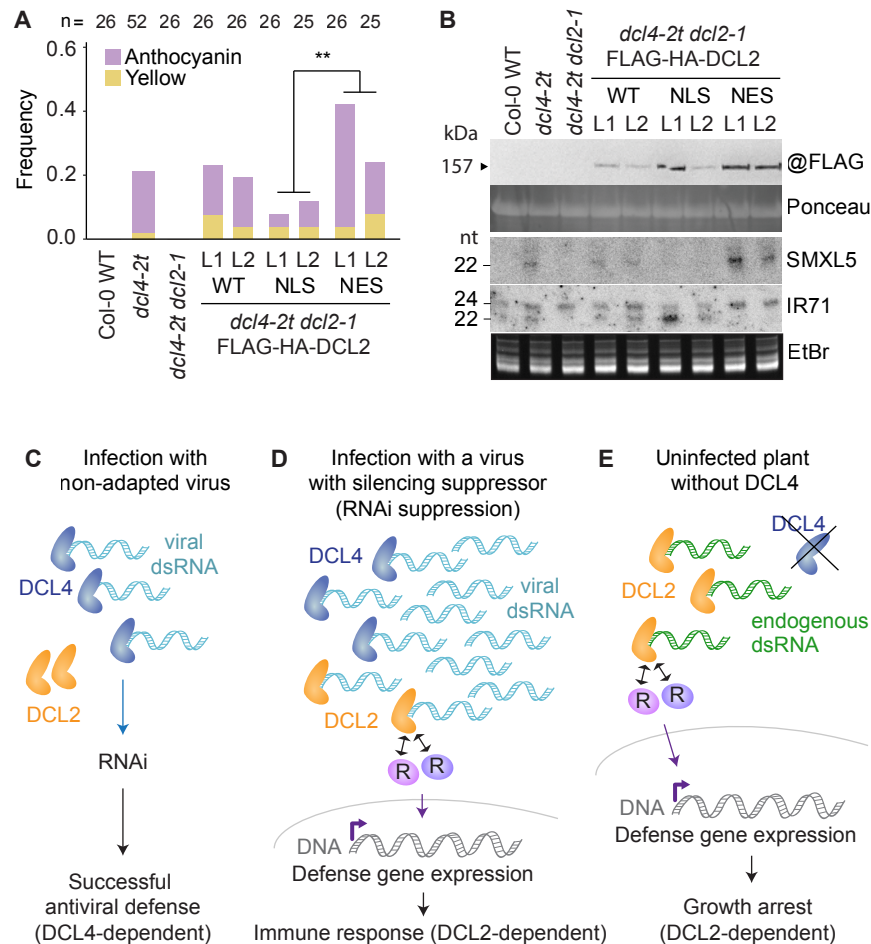 A
n= 26 52 26 26 26 26 25 26 25
0.6
0.4
0.2
0.0
Frequency
Anthocyanin
Yellow
**
Col-0 WT
dcl4-2t
dcl4-2t dcl2-1
L1 L2 L1 L2 L1 L2
WT NLS NES
dcl4-2t dcl2-1
FLAG-HA-DCL2
B
dcl4-2t dcl2-1
FLAG-HA-DCL2
Col-0 WT
dcl4-2t
dcl4-2t dcl2-1
WT NLS NES
L1 L2 L1 L2 L1 L2
kDa
157
@FLAG
Ponceau
nt
22
SMXL5
24
22
IR71
EtBr
C
Infection with
non-adapted virus
viral
dsRNA
DCL4
DCL2
RNAi
Successful
antiviral defense
(DCL4-dependent)
D
Infection with a virus
with silencing suppressor
(RNAi suppression)
DCL4
viral
dsRNA
DCL2
R R
DNA
Defense gene expression
Immune response (DCL2-dependent)
E
Uninfected plant
without DCL4
DCL4
DCL2
endogenous
dsRNA
R R
DNA
Defense gene expression
Growth arrest
(DCL2-dependent)